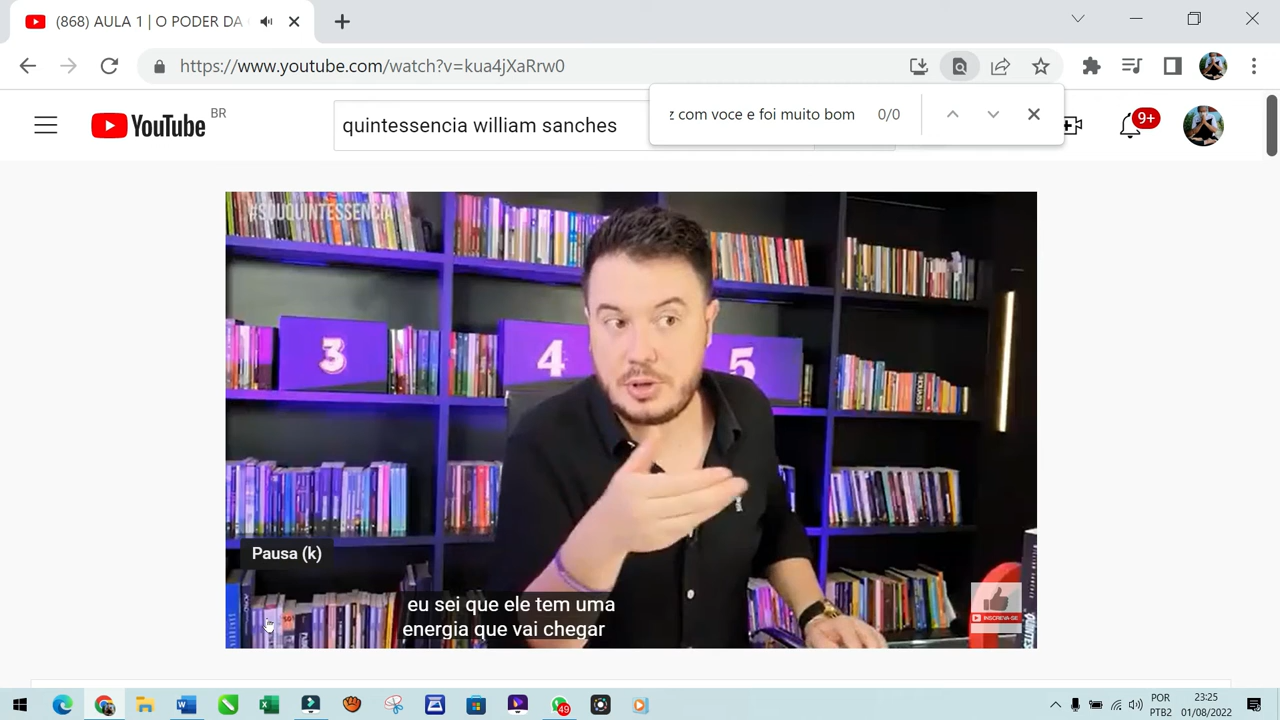 (868) AULA 1 | O PODER DA
https://www.youtube.com/watch?v=kua4jXaRrw0
z com voce e foi muito bom 0/0
YouTube BR
quintessencia william sanches
9+
#SOUQUINTESSENCIA
3
4
5
Pausa (k)
eu sei que ele tem uma
energia que vai chegar
INSCREVA-SE
49
POR
PTB2
23:25
01/08/2022